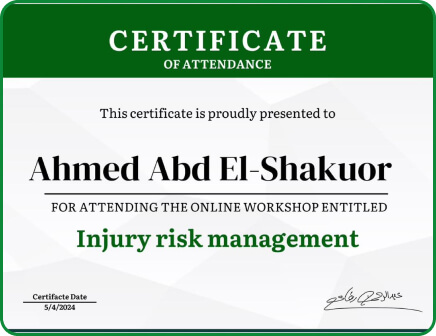 CERTIFICATE
OF ATTENDANCE
This certificate is proudly presented to
Ahmed Abd El-Shakuor
FOR ATTENDING THE ONLINE WORKSHOP ENTITLED
Injury risk management
Certifacte Date
5/4/2024